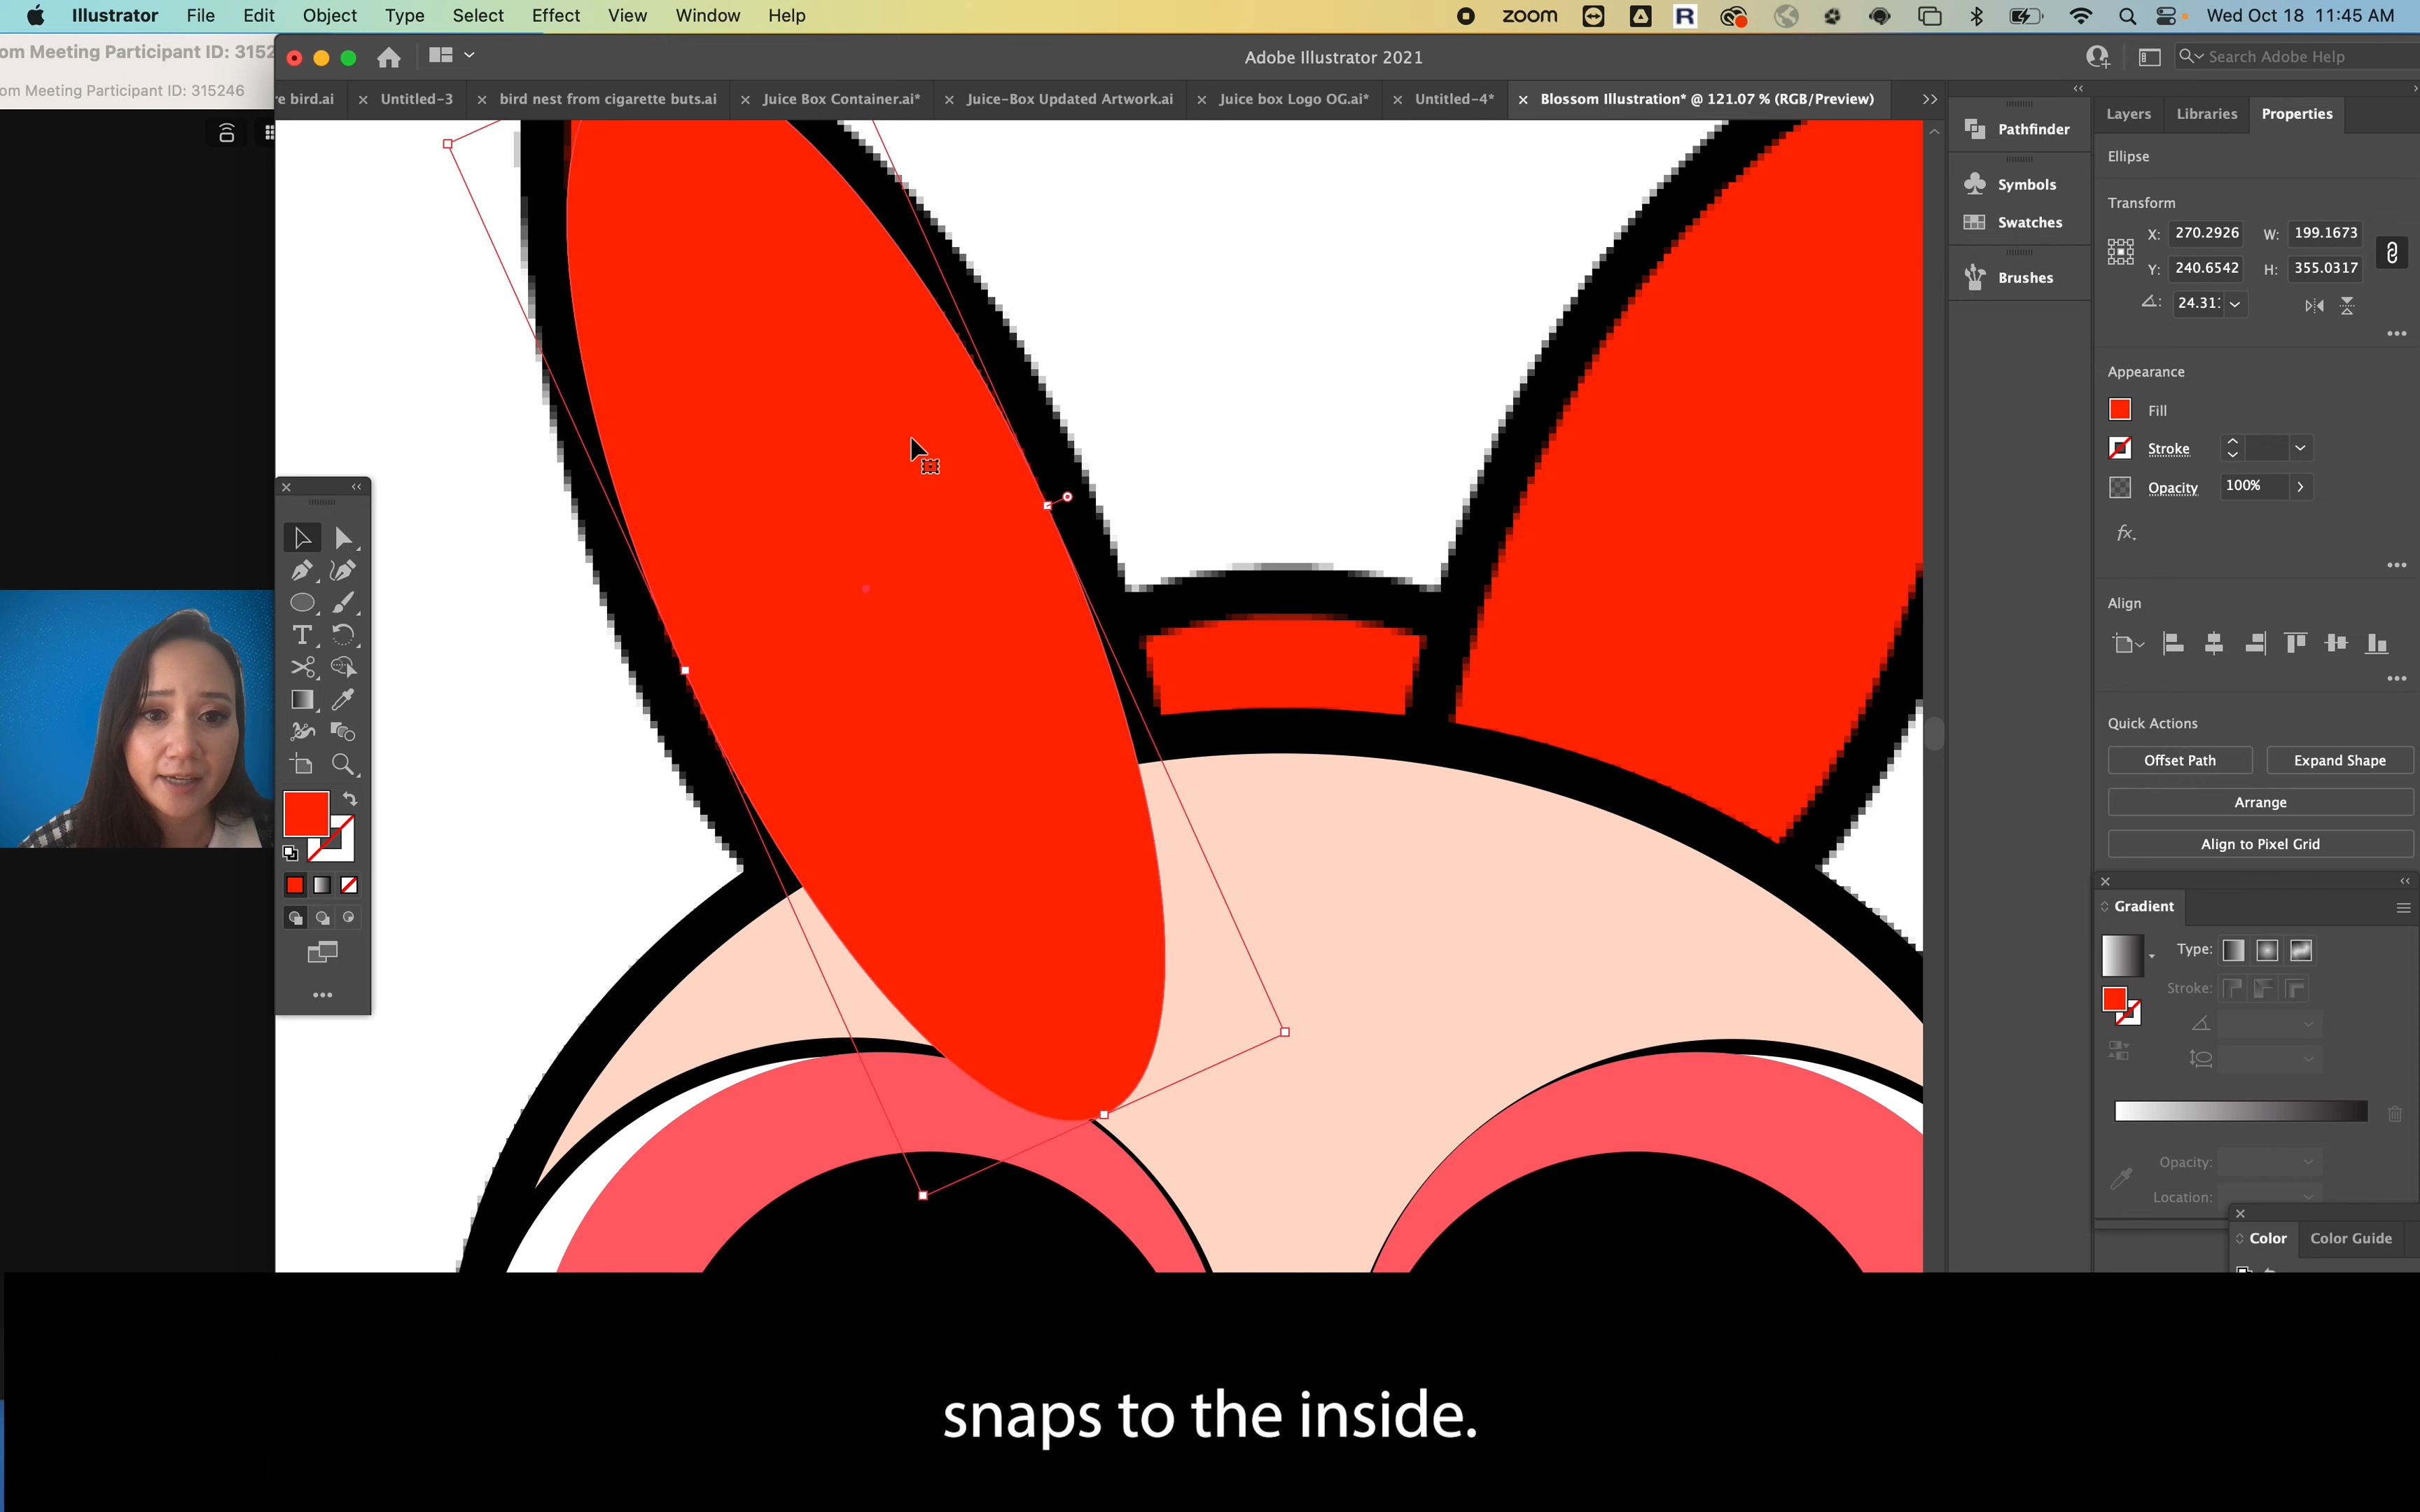 Illustrator File Edit Object Type Select Effect View Window Help
zoom
Wed Oct 18 11:45 AM
om Meeting Participant ID: 3152
om Meeting Participant ID: 315246
Adobe Illustrator 2021
Search Adobe Help
re bird.ai
Untitled-3
bird nest from cigarette buts.ai
Juice Box Container.ai*
Juice-Box Updated Artwork.ai
Juice box Logo OG.ai*
Untitled-4*
Blossom Illustration* @ 121.07 % (RGB/Preview)
Pathfinder
Symbols
Swatches
Brushes
Layers Libraries Properties
Ellipse
Transform
X: 270.2926 W: 199.1673
Y: 240.6542 H: 355.0317
24.31:
Appearance
Fill
Stroke
Opacity 100%
fx.
Align
Quick Actions
Offset Path Expand Shape
Arrange
Align to Pixel Grid
Gradient
Type:
Stroke:
Opacity:
Location:
Color Color Guide
snaps to the inside.